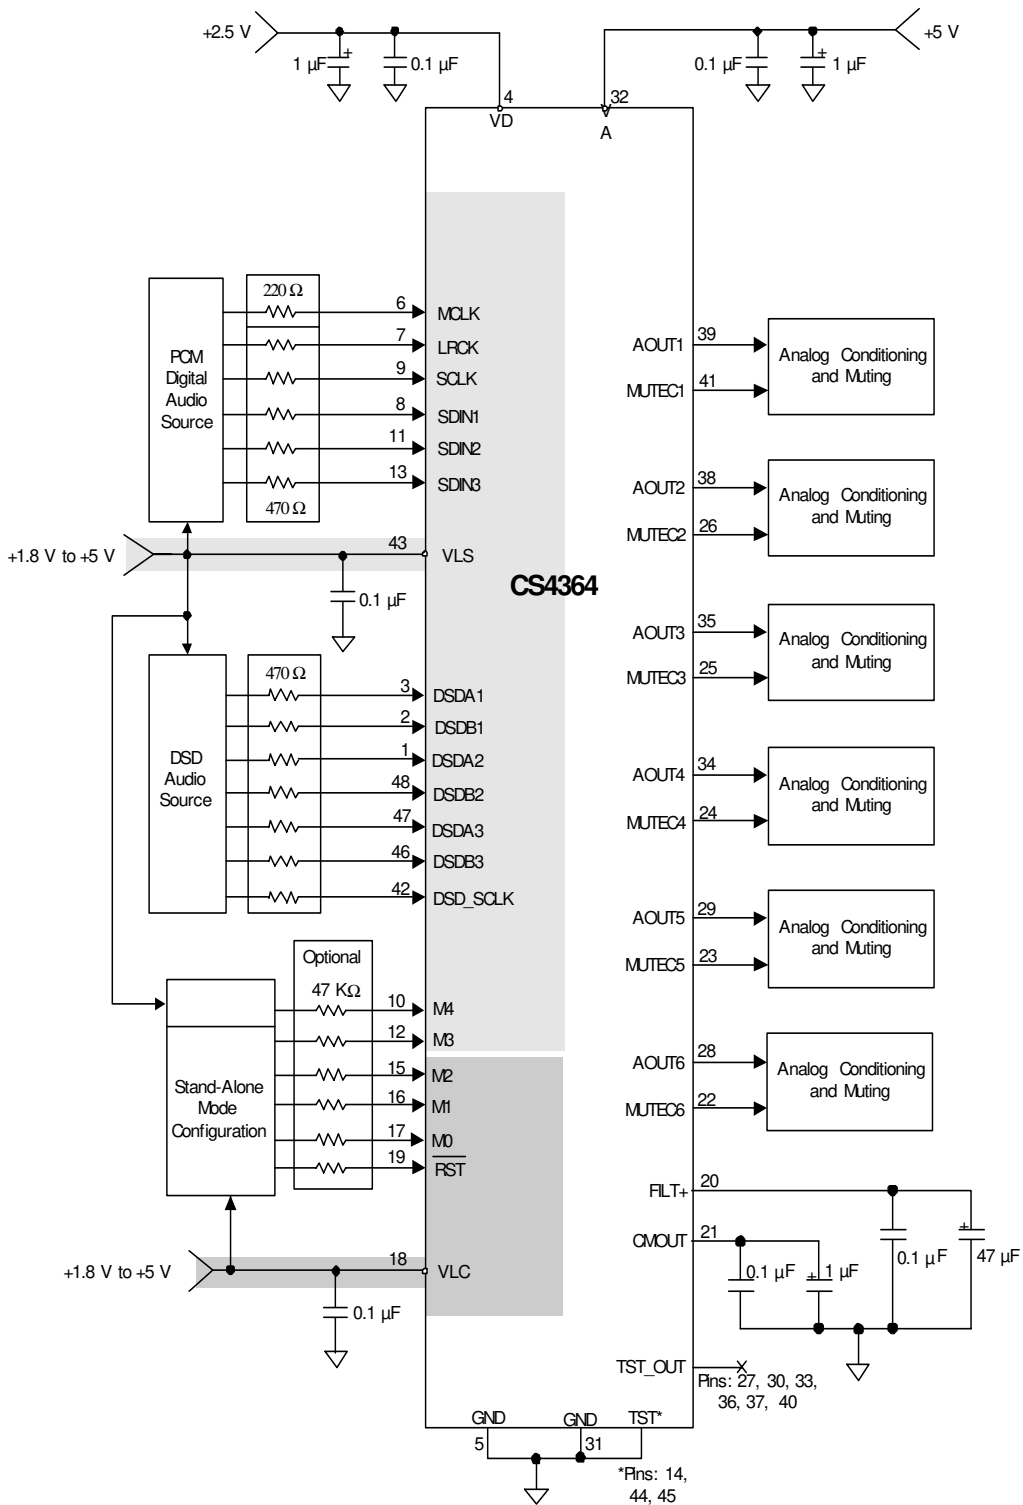 +2.5 V
+5 V
1 µF
+
0.1 µF
0.1 µF
+
1 µF
4
32
VD
V
A
220 Ω
6
MCLK
7
LRCK
9
SCLK
8
SDIN1
11
SDIN2
13
SDIN3
470 Ω
PCM
Digital
Audio
Source
+1.8 V to +5 V
43
VLS
0.1 µF
CS4364
470 Ω
3
DSDA1
2
DSDB1
1
DSDA2
48
DSDB2
47
DSDA3
46
DSDB3
42
DSD_SCLK
DSD
Audio
Source
Optional
47 KΩ
10
M4
12
M3
15
M2
16
M1
17
M0
19
RST
Stand-Alone
Mode
Configuration
+1.8 V to +5 V
18
VLC
0.1 µF
AOUT1
39
MUTEC1
41
Analog Conditioning
and Muting
AOUT2
38
MUTEC2
26
Analog Conditioning
and Muting
AOUT3
35
MUTEC3
25
Analog Conditioning
and Muting
AOUT4
34
MUTEC4
24
Analog Conditioning
and Muting
AOUT5
29
MUTEC5
23
Analog Conditioning
and Muting
AOUT6
28
MUTEC6
22
Analog Conditioning
and Muting
FILT+
20
CMOUT
21
0.1 µF
+
1 µF
0.1 µF
+
47 µF
TST_OUT
Pins: 27, 30, 33,
36, 37, 40
GND
GND
TST*
5
31
*Pins: 14,
44, 45